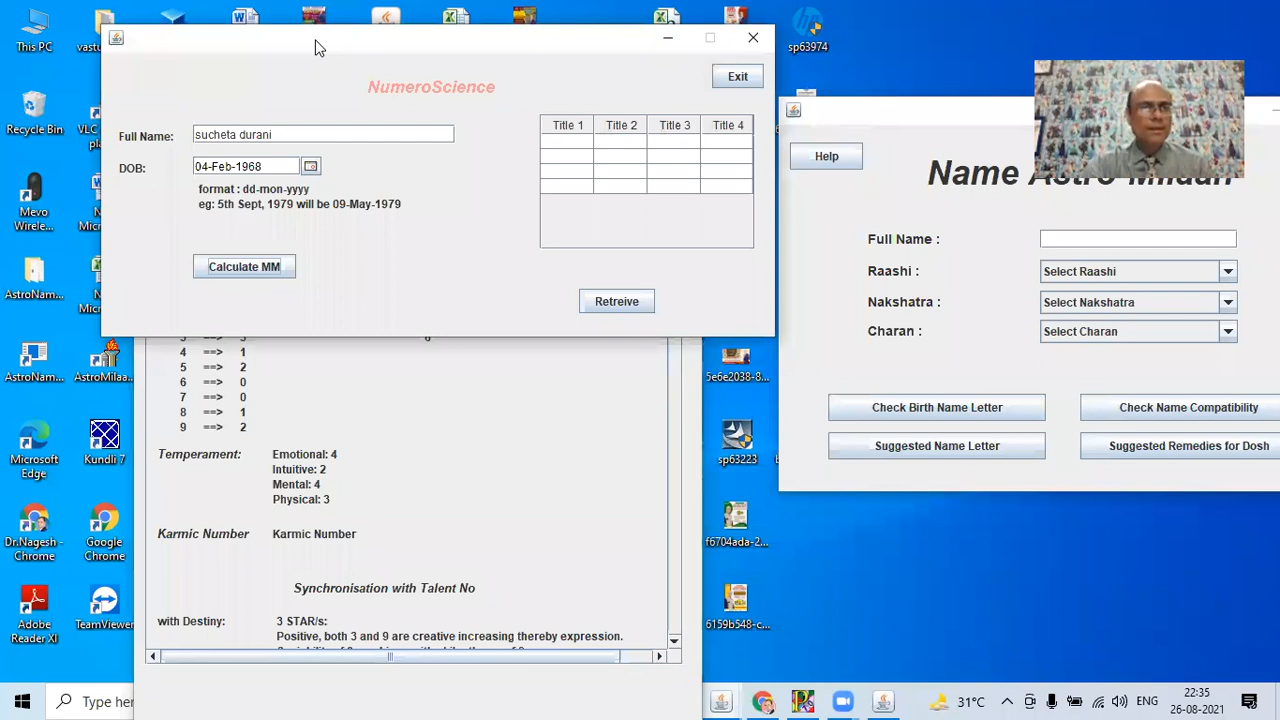 This PC
vastu
sp63974
Recycle Bin
VLC
Mevo
Wirele...
N
Mic
AstroNam
N
Mic
AstroNam...
AstroMilaa...
Microsoft
Edge
Kundli 7
Dr.Nagesh -
Chrome
Google
Chrome
Adobe
Reader XI
TeamViewer
NumeroScience
Exit
Full Name:
sucheta durani
DOB:
04-Feb-1968
format : dd-mon-yyyy
eg: 5th Sept, 1979 will be 09-May-1979
Title 1 Title 2 Title 3 Title 4
Calculate MM
Retreive
4 ==> 1
5 ==> 2
6 ==> 0
7 ==> 0
8 ==> 1
9 ==> 2
Temperament: Emotional: 4
Intuitive: 2
Mental: 4
Physical: 3
Karmic Number Karmic Number
Synchronisation with Talent No
with Destiny: 3 STAR/s:
Positive, both 3 and 9 are creative increasing thereby expression.
5e6e2038-8...
sp63223
f6704ada-2...
6159b548-c...
Help
Name Astro
Full Name :
Raashi :
Select Raashi
Nakshatra :
Select Nakshatra
Charan :
Select Charan
Check Birth Name Letter
Check Name Compatibility
Suggested Name Letter
Suggested Remedies for Dosh
Type her
31°C
ENG
22:35
26-08-2021